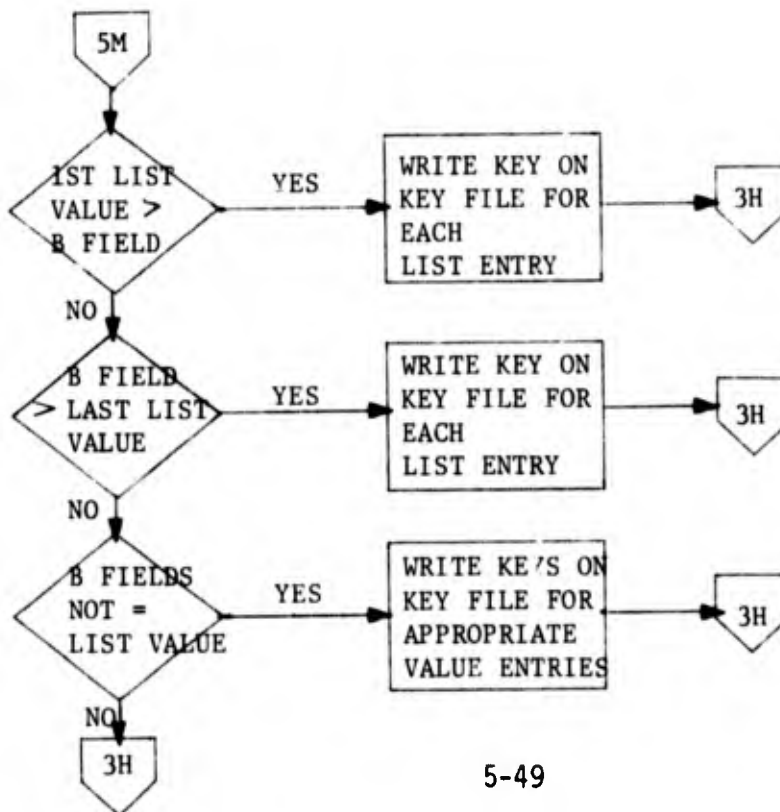 5M
1ST LIST
VALUE >
B FIELD
YES
WRITE KEY ON
KEY FILE FOR
EACH
LIST ENTRY
3H
NO
B FIELD
> LAST LIST
VALUE
YES
WRITE KEY ON
KEY FILE FOR
EACH
LIST ENTRY
3H
NO
B FIELDS
NOT =
LIST VALUE
YES
WRITE KEYS ON
KEY FILE FOR
APPROPRIATE
VALUE ENTRIES
3H
NO
3H
5-49